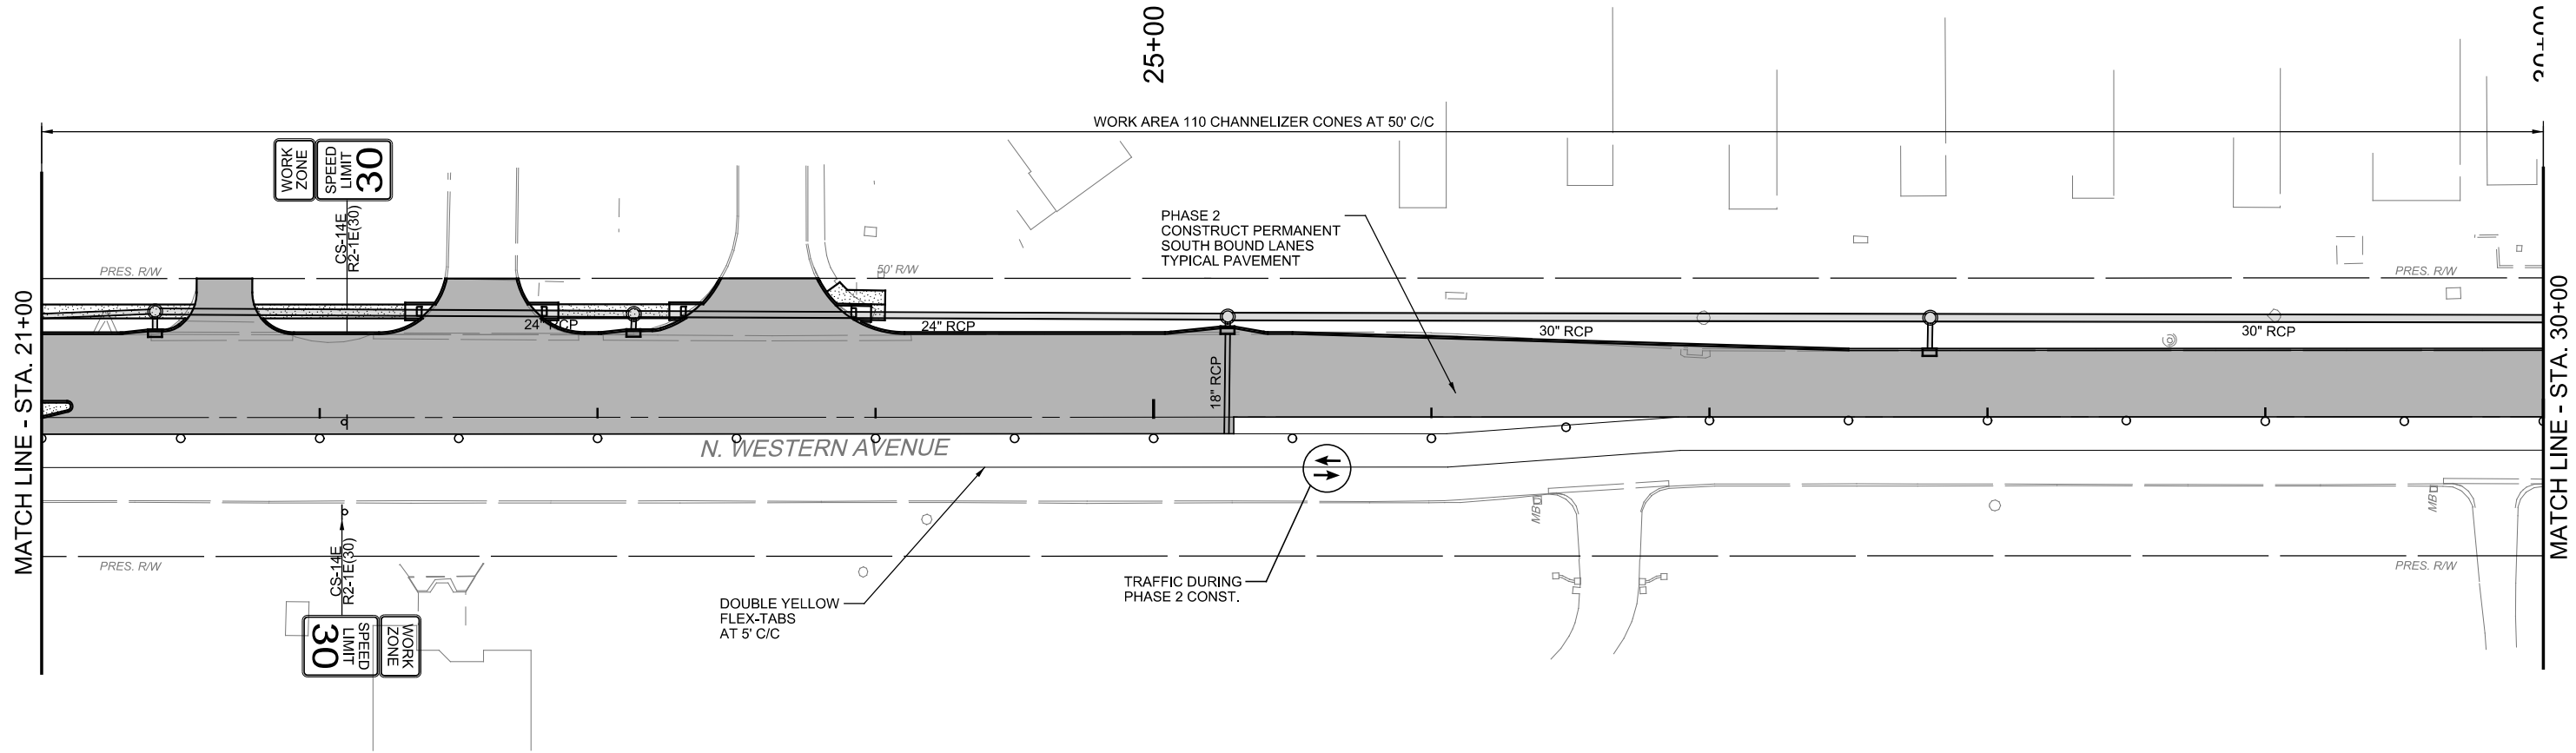 25+00
30+00
WORK AREA 110 CHANNELIZER CONES AT 50' C/C
WORK
ZONE
SPEED
LIMIT
30
CS-14E
R2-1E(30)
PHASE 2
CONSTRUCT PERMANENT
SOUTH BOUND LANES
TYPICAL PAVEMENT
PRES. R/W
50' R/W
PRES. R/W
MATCH LINE - STA. 21+00
24" RCP
24" RCP
30" RCP
30" RCP
18" RCP
MATCH LINE - STA. 30+00
N. WESTERN AVENUE
MB
MB
PRES. R/W
PRES. R/W
CS-14E
R2-1E(30)
DOUBLE YELLOW
FLEX-TABS
AT 5' C/C
TRAFFIC DURING
PHASE 2 CONST.
WORK
ZONE
SPEED
LIMIT
30